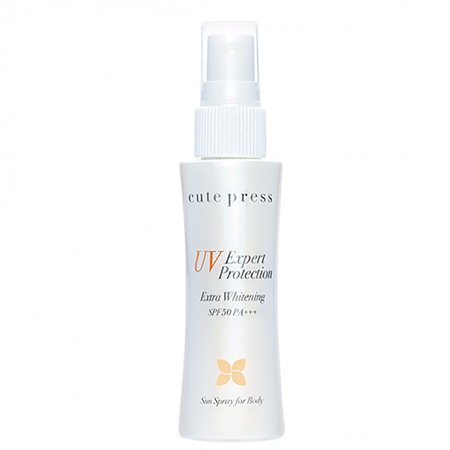 cute press
UV Expert
Protection
Extra Whitening
SPF50 PA+++
Sun Spray for Body